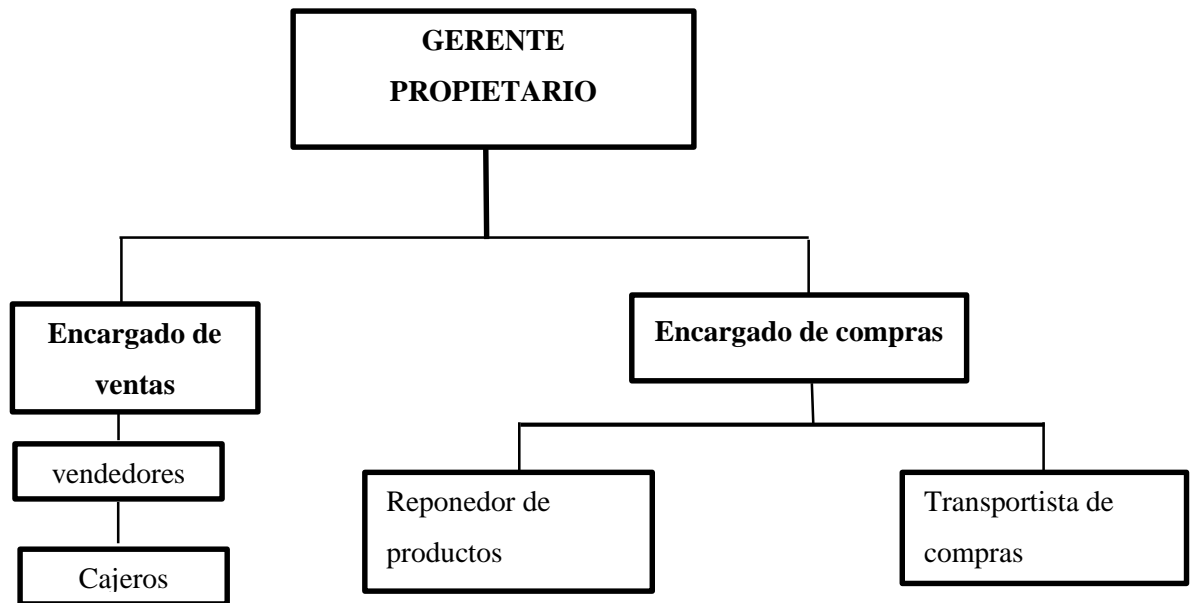 GERENTE
PROPIETARIO
Encargado de
ventas
Encargado de compras
vendedores
Cajeros
Reponedor de
productos
Transportista de
compras